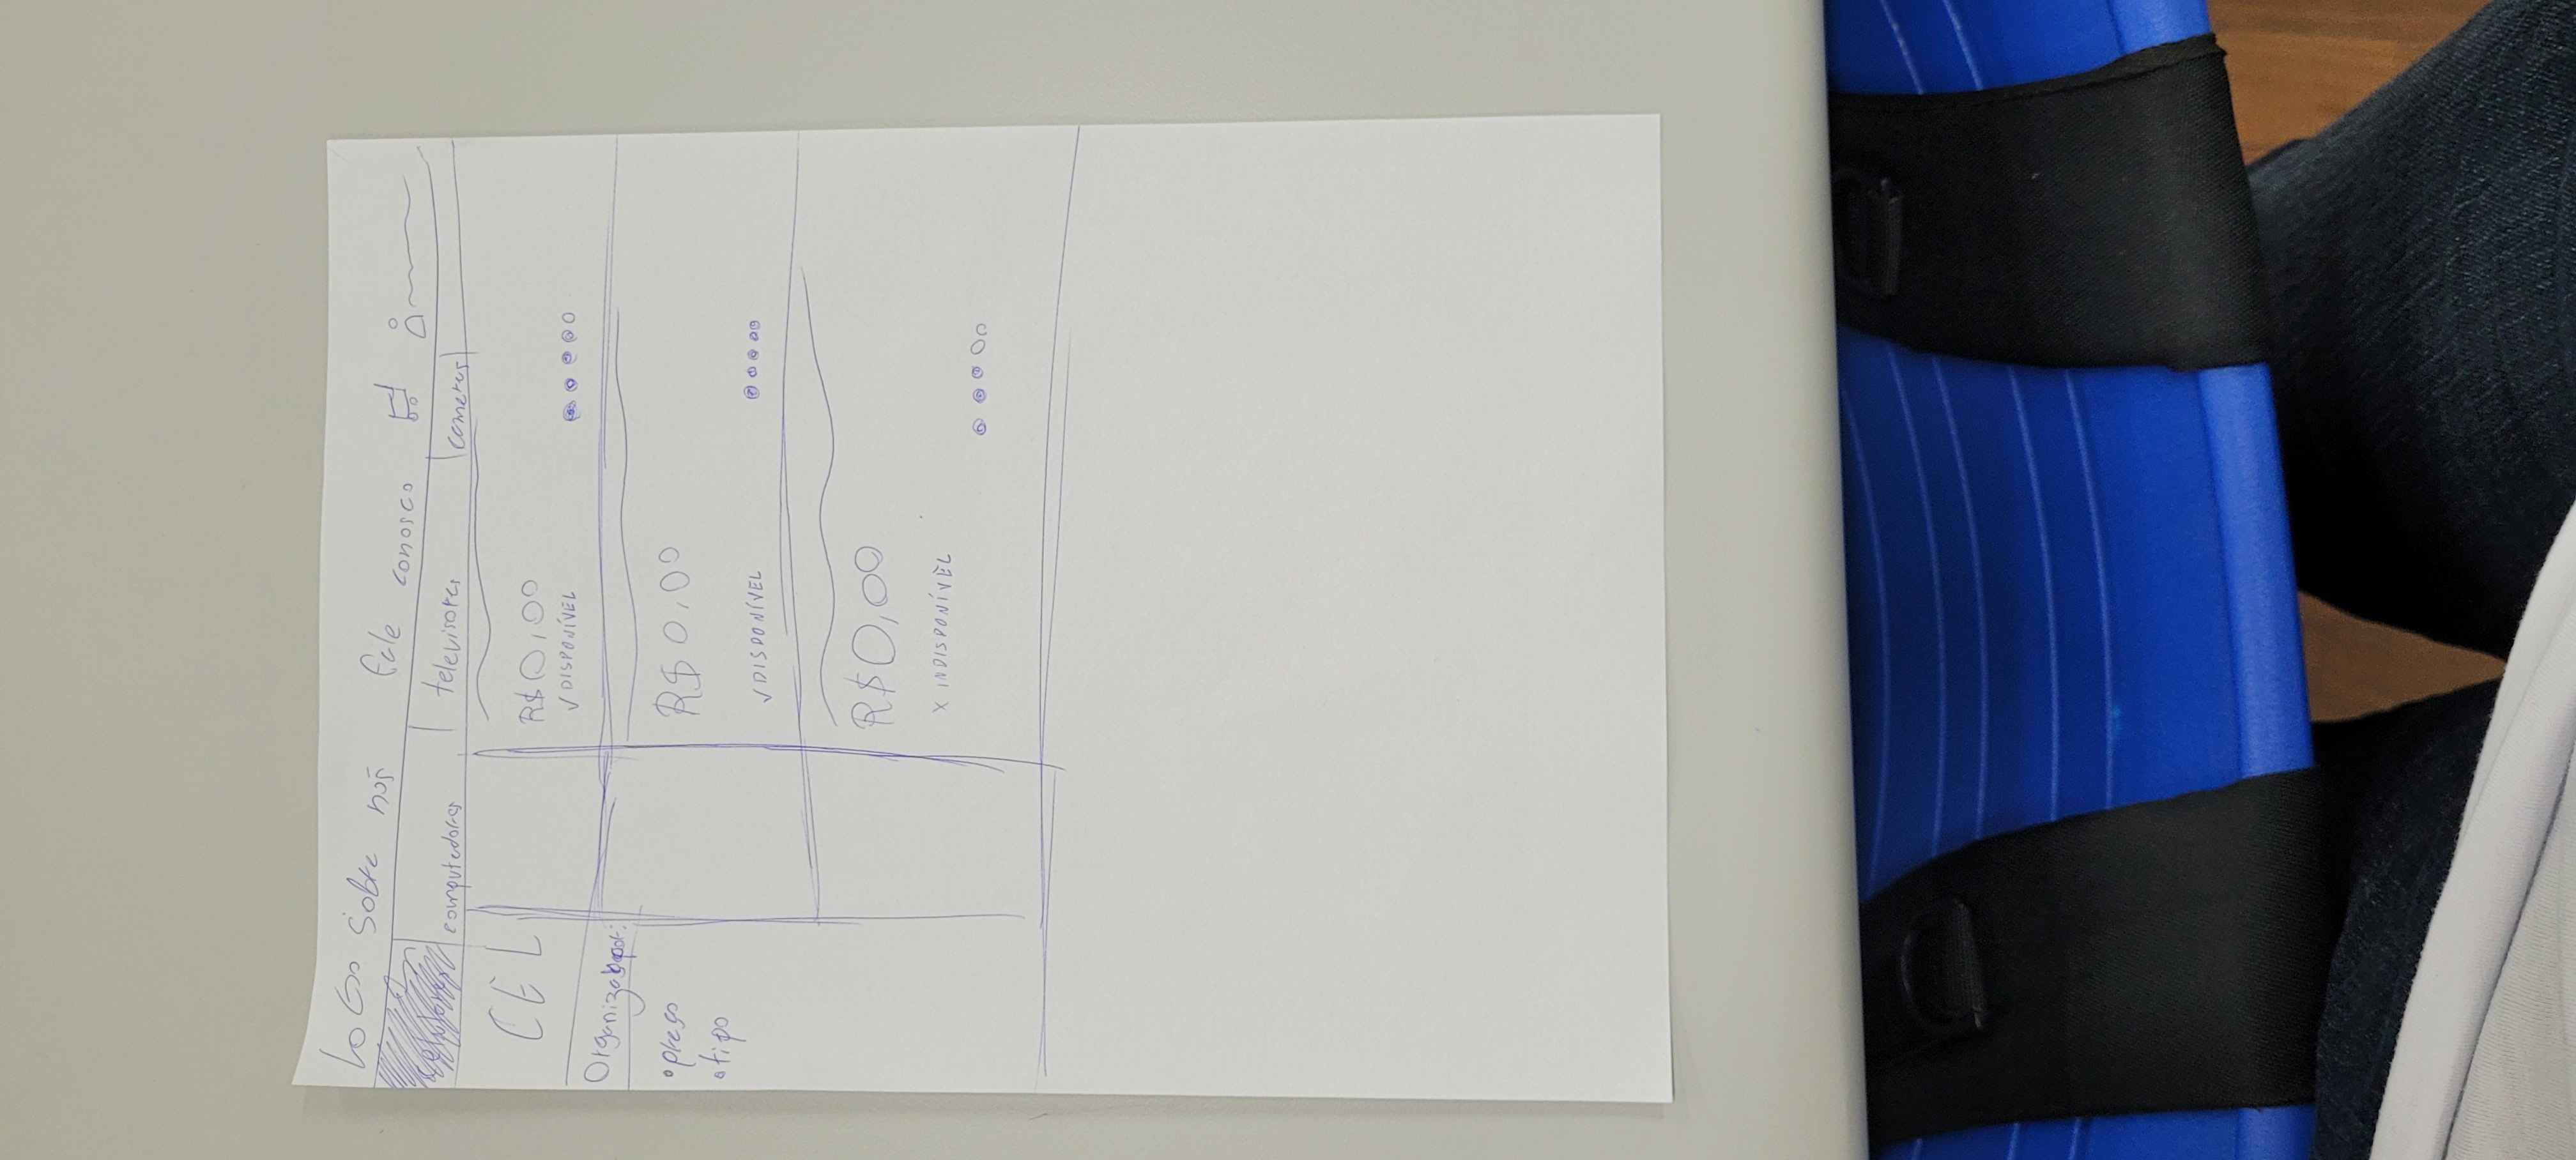 LOGO sobre nós fale conosco
celulares computadores televisores cameras
CEL
R$0,00
✓ DISPONÍVEL
Organizar por:
• preço
• tipo
R$ 0,00
✓ DISPONÍVEL
R$0,00
X INDISPONÍVEL